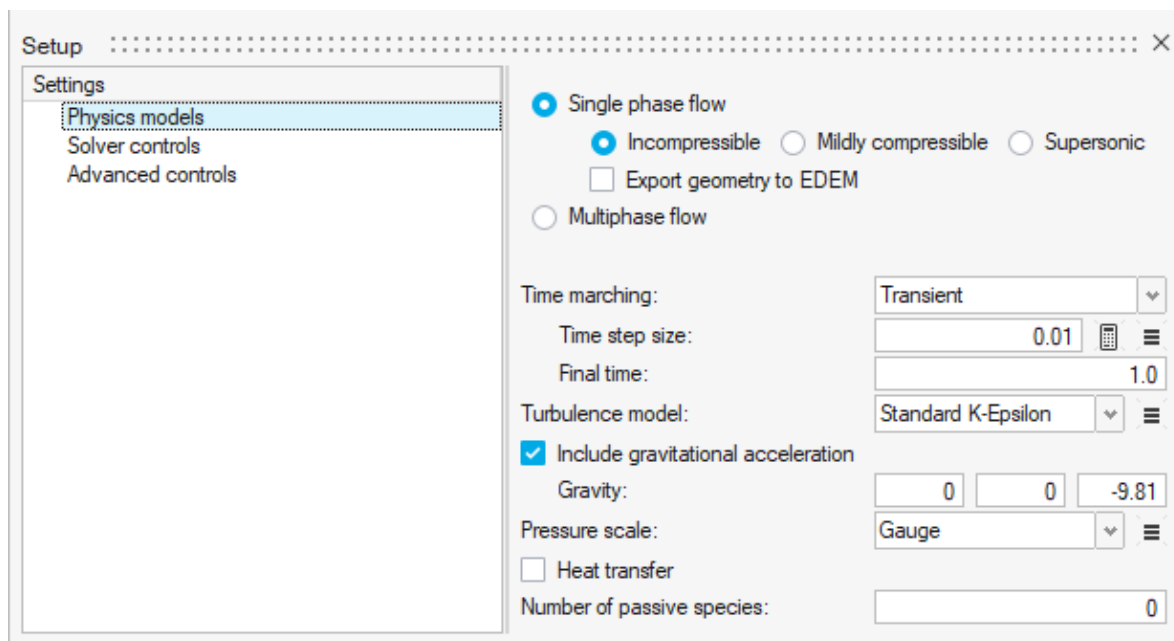 Setup
Settings
Physics models
Solver controls
Advanced controls
Single phase flow
Incompressible Mildly compressible Supersonic
Export geometry to EDEM
Multiphase flow
Time marching: Transient
Time step size: 0.01
Final time: 1.0
Turbulence model: Standard K-Epsilon
Include gravitational acceleration
Gravity: 0 0 -9.81
Pressure scale: Gauge
Heat transfer
Number of passive species: 0